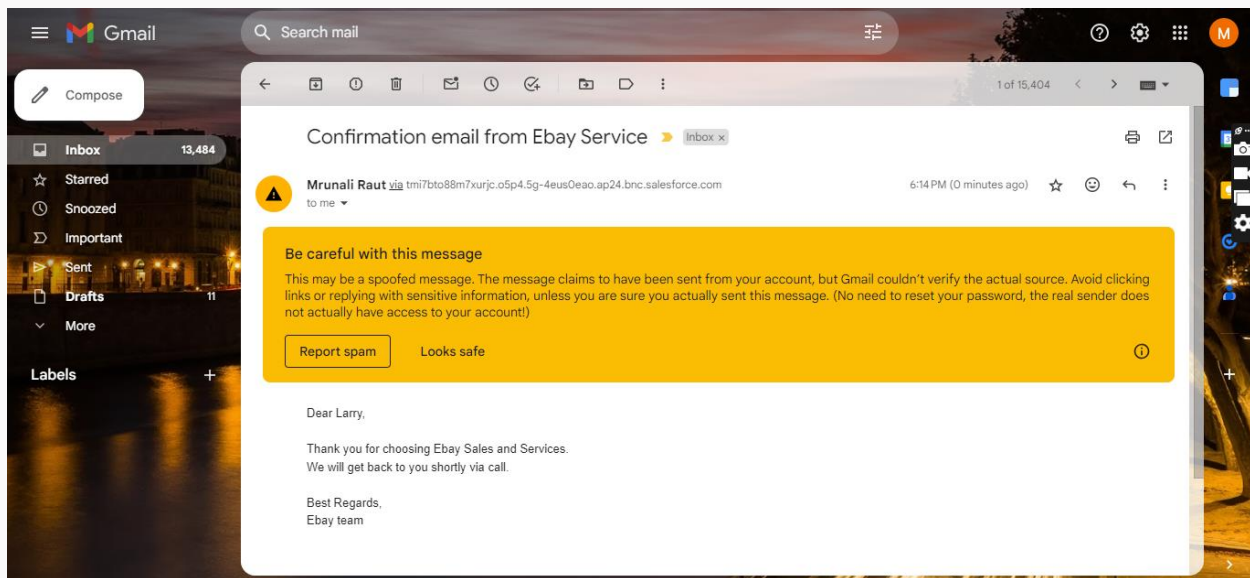 Gmail
Search mail
M
Compose
1 of 15,404
Inbox 13,484
Starred
Snoozed
Important
Sent
Drafts 11
More
Labels
Confirmation email from Ebay Service
Inbox x
Mrunali Raut via tmi7bto88m7xurjc.o5p4.5g-4eus0eao.ap24.bnc.salesforce.com
6:14 PM (0 minutes ago)
to me
Be careful with this message
This may be a spoofed message. The message claims to have been sent from your account, but Gmail couldn't verify the actual source. Avoid clicking
links or replying with sensitive information, unless you are sure you actually sent this message. (No need to reset your password, the real sender does
not actually have access to your account!)
Report spam
Looks safe
Dear Larry,
Thank you for choosing Ebay Sales and Services.
We will get back to you shortly via call.
Best Regards,
Ebay team